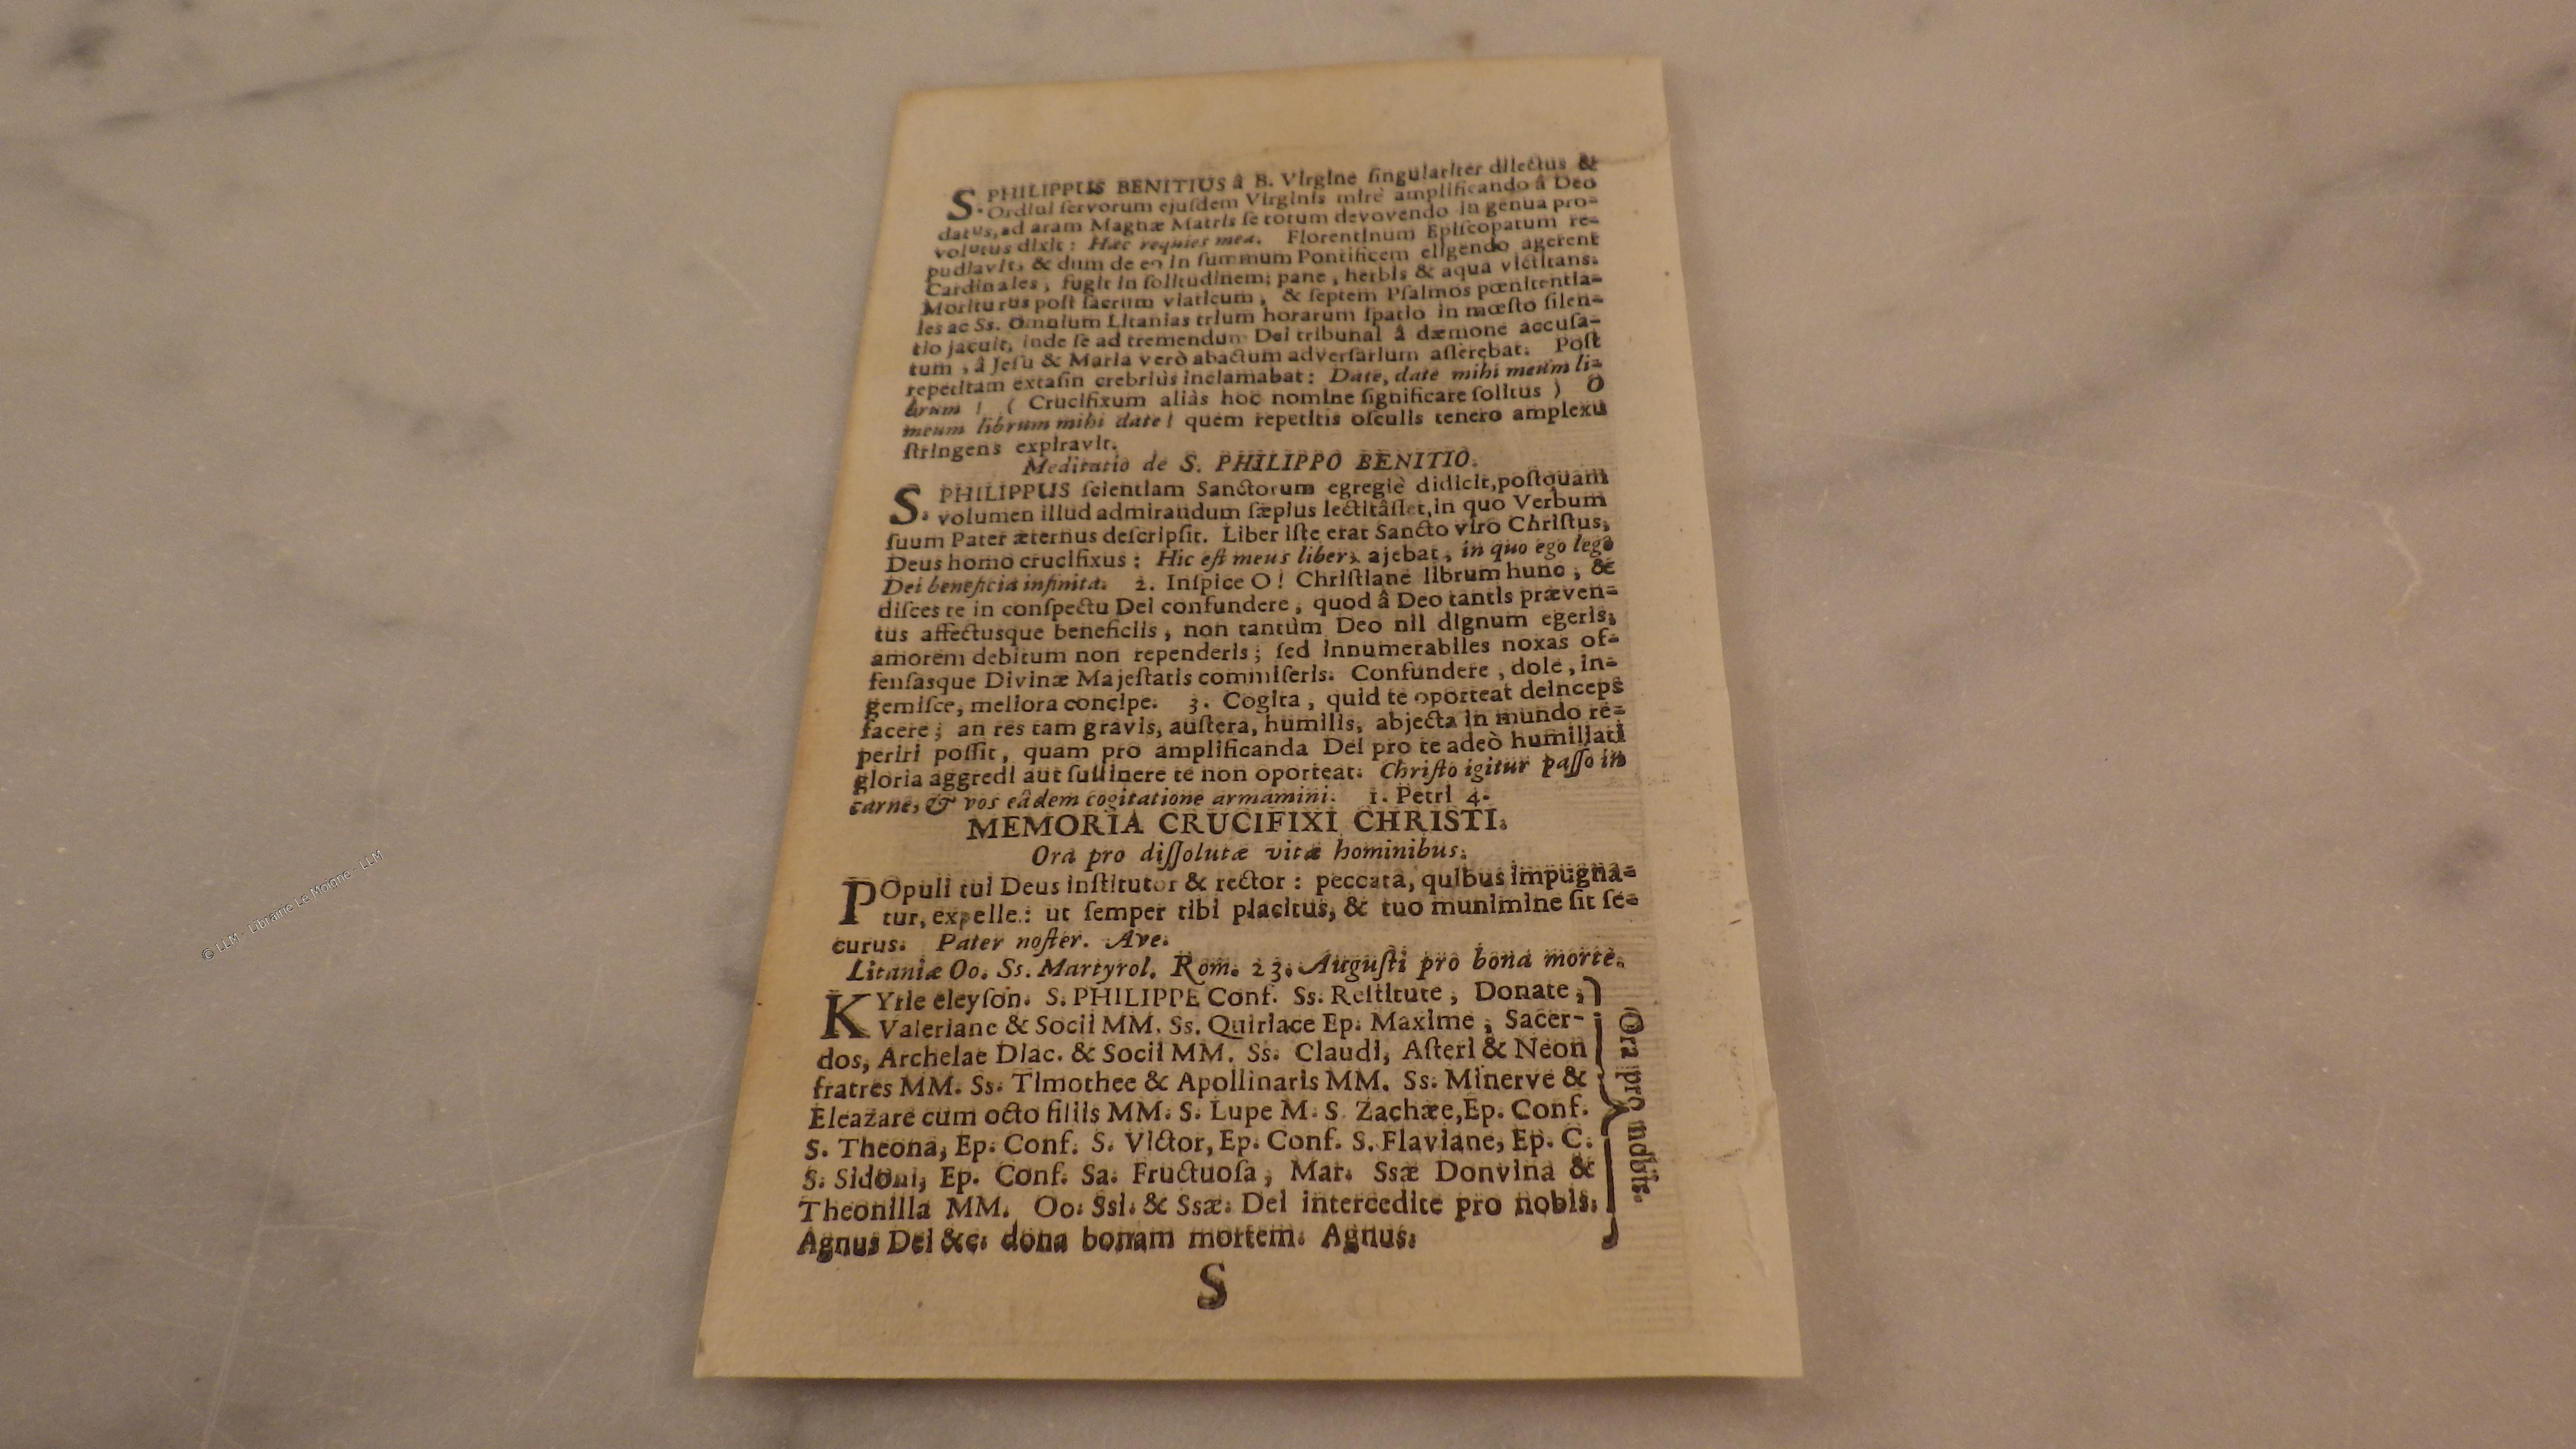 S. PHILIPPUS BENITIUS â B. Virgine ſingulariter dilectus &
Ordini ſervorum ejuſdem Virginis mirè amplificando â Deo
datus, ad aram Magnæ Matris ſe totum devovendo in genua pro-
volutus dixit : Hæc requies mea. Florentinum Epiſcopatum re-
pudiavit, & dum de eo in ſummum Pontificem eligendo agerent
Cardinales, fugit in ſolitudinem; pane, herbis & aqua victitans.
Moriturus poſt ſacrum viaticum, & ſeptem Pſalmos pœnitentia-
les ac Ss. Omnium Litanias trium horarum ſpatio in mœſto ſilen-
tio jacuit, inde ſe ad tremendum Dei tribunal â dæmone accuſa-
tum, â Jeſu & Maria verò abactum adverſarium aſſerebat. Poſt
repetitam extaſin crebriùs inclamabat : Date, date mihi meum li-
brum ! ( Crucifixum aliàs hoc nomine ſignificare ſolitus ) O
meum librum mihi date ! quem repetitis oſculis tenero amplexu
ſtringens expiravit.
Meditatio de S. PHILIPPO BENITIO.
S. PHILIPPUS ſcientiam Sanctorum egregiè didicit, poſtquam
volumen illud admirandum ſæpius lectitâſſet, in quo Verbum
ſuum Pater æternus deſcripſit. Liber iſte erat Sancto viro Chriſtus,
Deus homo crucifixus : Hic eſt meus liber, ajebat, in quo ego lego
Dei beneficia infinita. 2. Inſpice O ! Chriſtiane librum hunc, &
diſces te in conſpectu Dei confundere, quod â Deo tantis præven-
tus affectusque beneficiis, non tantùm Deo nil dignum egeris,
amorem debitum non rependeris ; ſed innumerabiles noxas of-
fenſasque Divinæ Majeſtatis commiſeris. Confundere, dole, in-
gemiſce, meliora concipe. 3. Cogita, quid te oporteat deinceps
facere ; an res tam gravis, auſtera, humilis, abjecta in mundo re-
periri poſſit, quam pro amplificanda Dei pro te adeò humiliati
gloria aggredi aut ſuſtinere te non oporteat. Chriſto igitur paſſo in
carne, & vos eâdem cogitatione armamini. 1. Petri 4.
MEMORIA CRUCIFIXI CHRISTI.
Ora pro diſſolutæ vitæ hominibus.
POpuli tui Deus inſtitutor & rector : peccata, quibus impugna-
tur, expelle : ut ſemper tibi placitus, & tuo munimine ſit ſe-
curus. Pater noſter. Ave.
Litaniæ Oo. Ss. Martyrol. Rom. 23. Auguſti pro bona morte.
KYrie eleyſon. S. PHILIPPE Conf. Ss. Reſtitute, Donate,
Valeriane & Socii MM. Ss. Quiriace Ep. Maxime, Sacer-
dos, Archelae Diac. & Socii MM. Ss. Claudi, Aſteri & Neon
fratres MM. Ss. Timothee & Apollinaris MM. Ss. Minerve &
Eleazare cum octo filiis MM. S. Lupe M. S. Zachæe, Ep. Conf.
S. Theona, Ep. Conf. S. Victor, Ep. Conf. S. Flaviane, Ep. C.
S. Sidoni, Ep. Conf. Sa. Fructuoſa, Mar. Ssæ Donvina &
Theonilla MM. Oo. Ssi. & Ssæ. Dei intercedite pro nobis.
Agnus Dei &c. dona bonam mortem. Agnus.
Ora pro nobis.
S
© LLM - Librairie Le Moigne - LLM